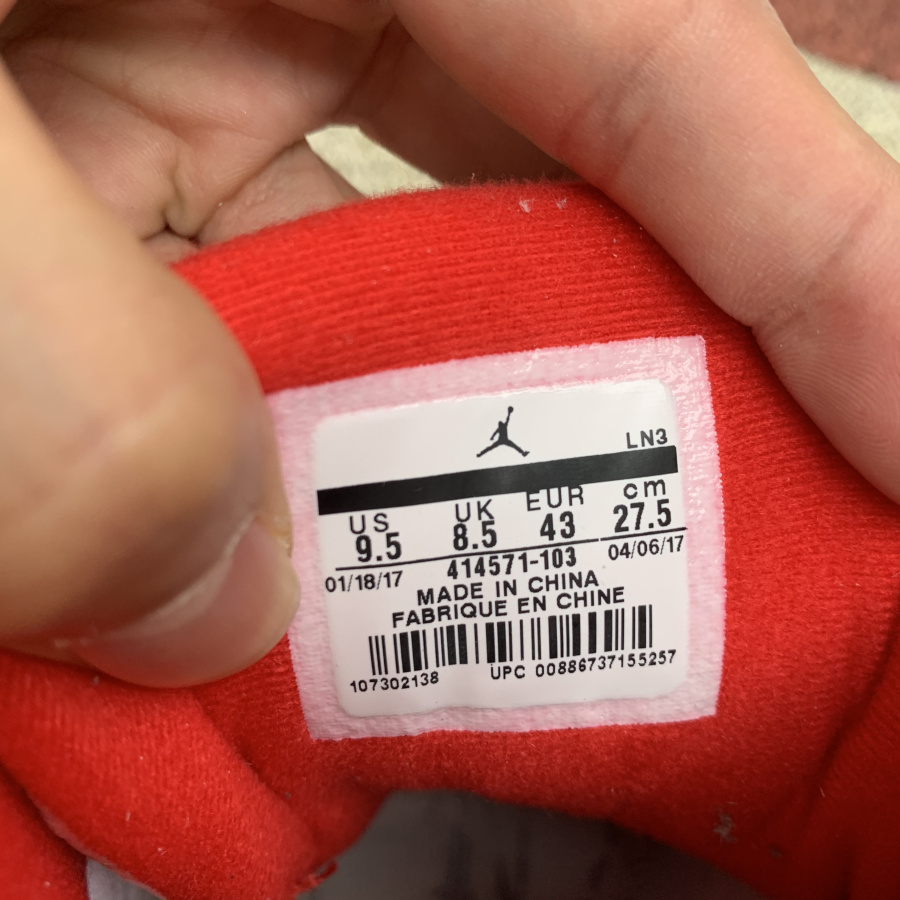 LN3
US UK EUR cm
9.5 8.5 43 27.5
01/18/17 414571-103 04/06/17
MADE IN CHINA
FABRIQUE EN CHINE
107302138 UPC 00886737155257